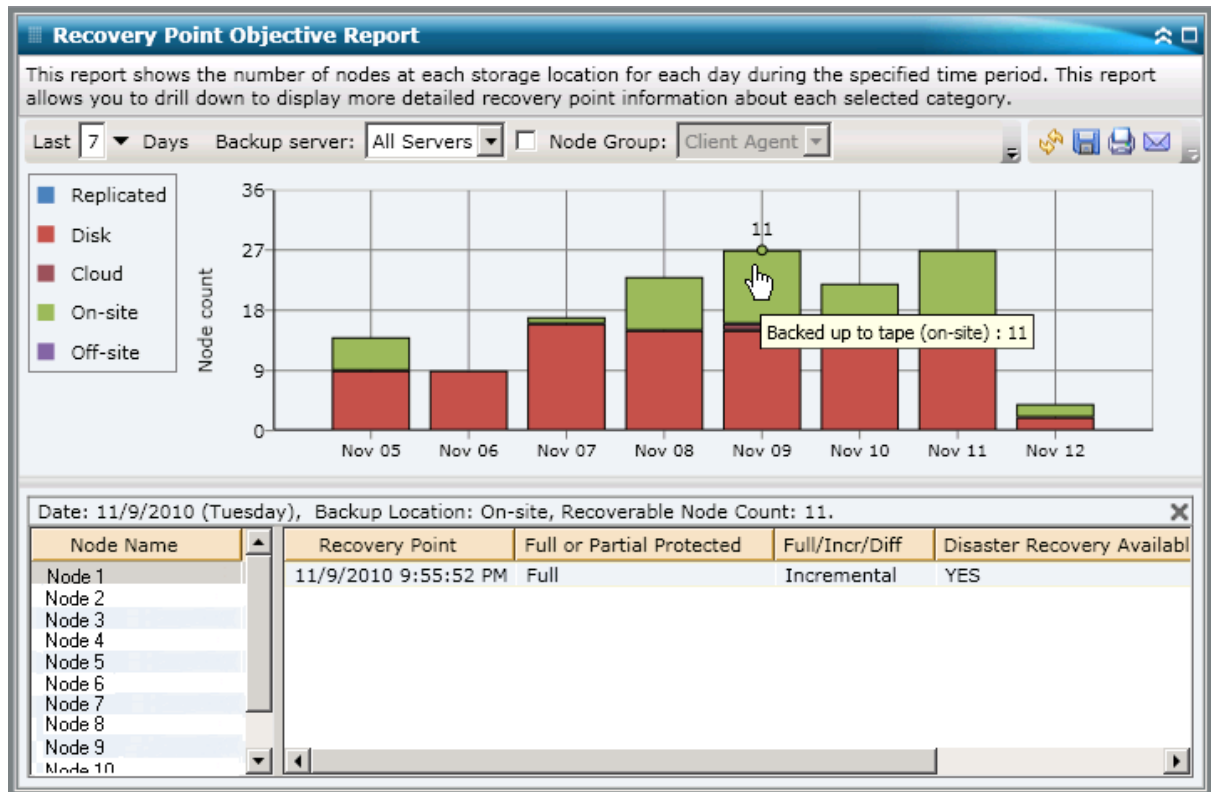 Recovery Point Objective Report
This report shows the number of nodes at each storage location for each day during the specified time period. This report
allows you to drill down to display more detailed recovery point information about each selected category.
Last 7 Days Backup server: All Servers Node Group: Client Agent
Replicated
Disk
Cloud
On-site
Off-site
Node count
36
27
18
9
0
11
Backed up to tape (on-site) : 11
Nov 05 Nov 06 Nov 07 Nov 08 Nov 09 Nov 10 Nov 11 Nov 12
Date: 11/9/2010 (Tuesday), Backup Location: On-site, Recoverable Node Count: 11.
Node Name Recovery Point Full or Partial Protected Full/Incr/Diff Disaster Recovery Availabl
Node 1 11/9/2010 9:55:52 PM Full Incremental YES
Node 2
Node 3
Node 4
Node 5
Node 6
Node 7
Node 8
Node 9
Node 10